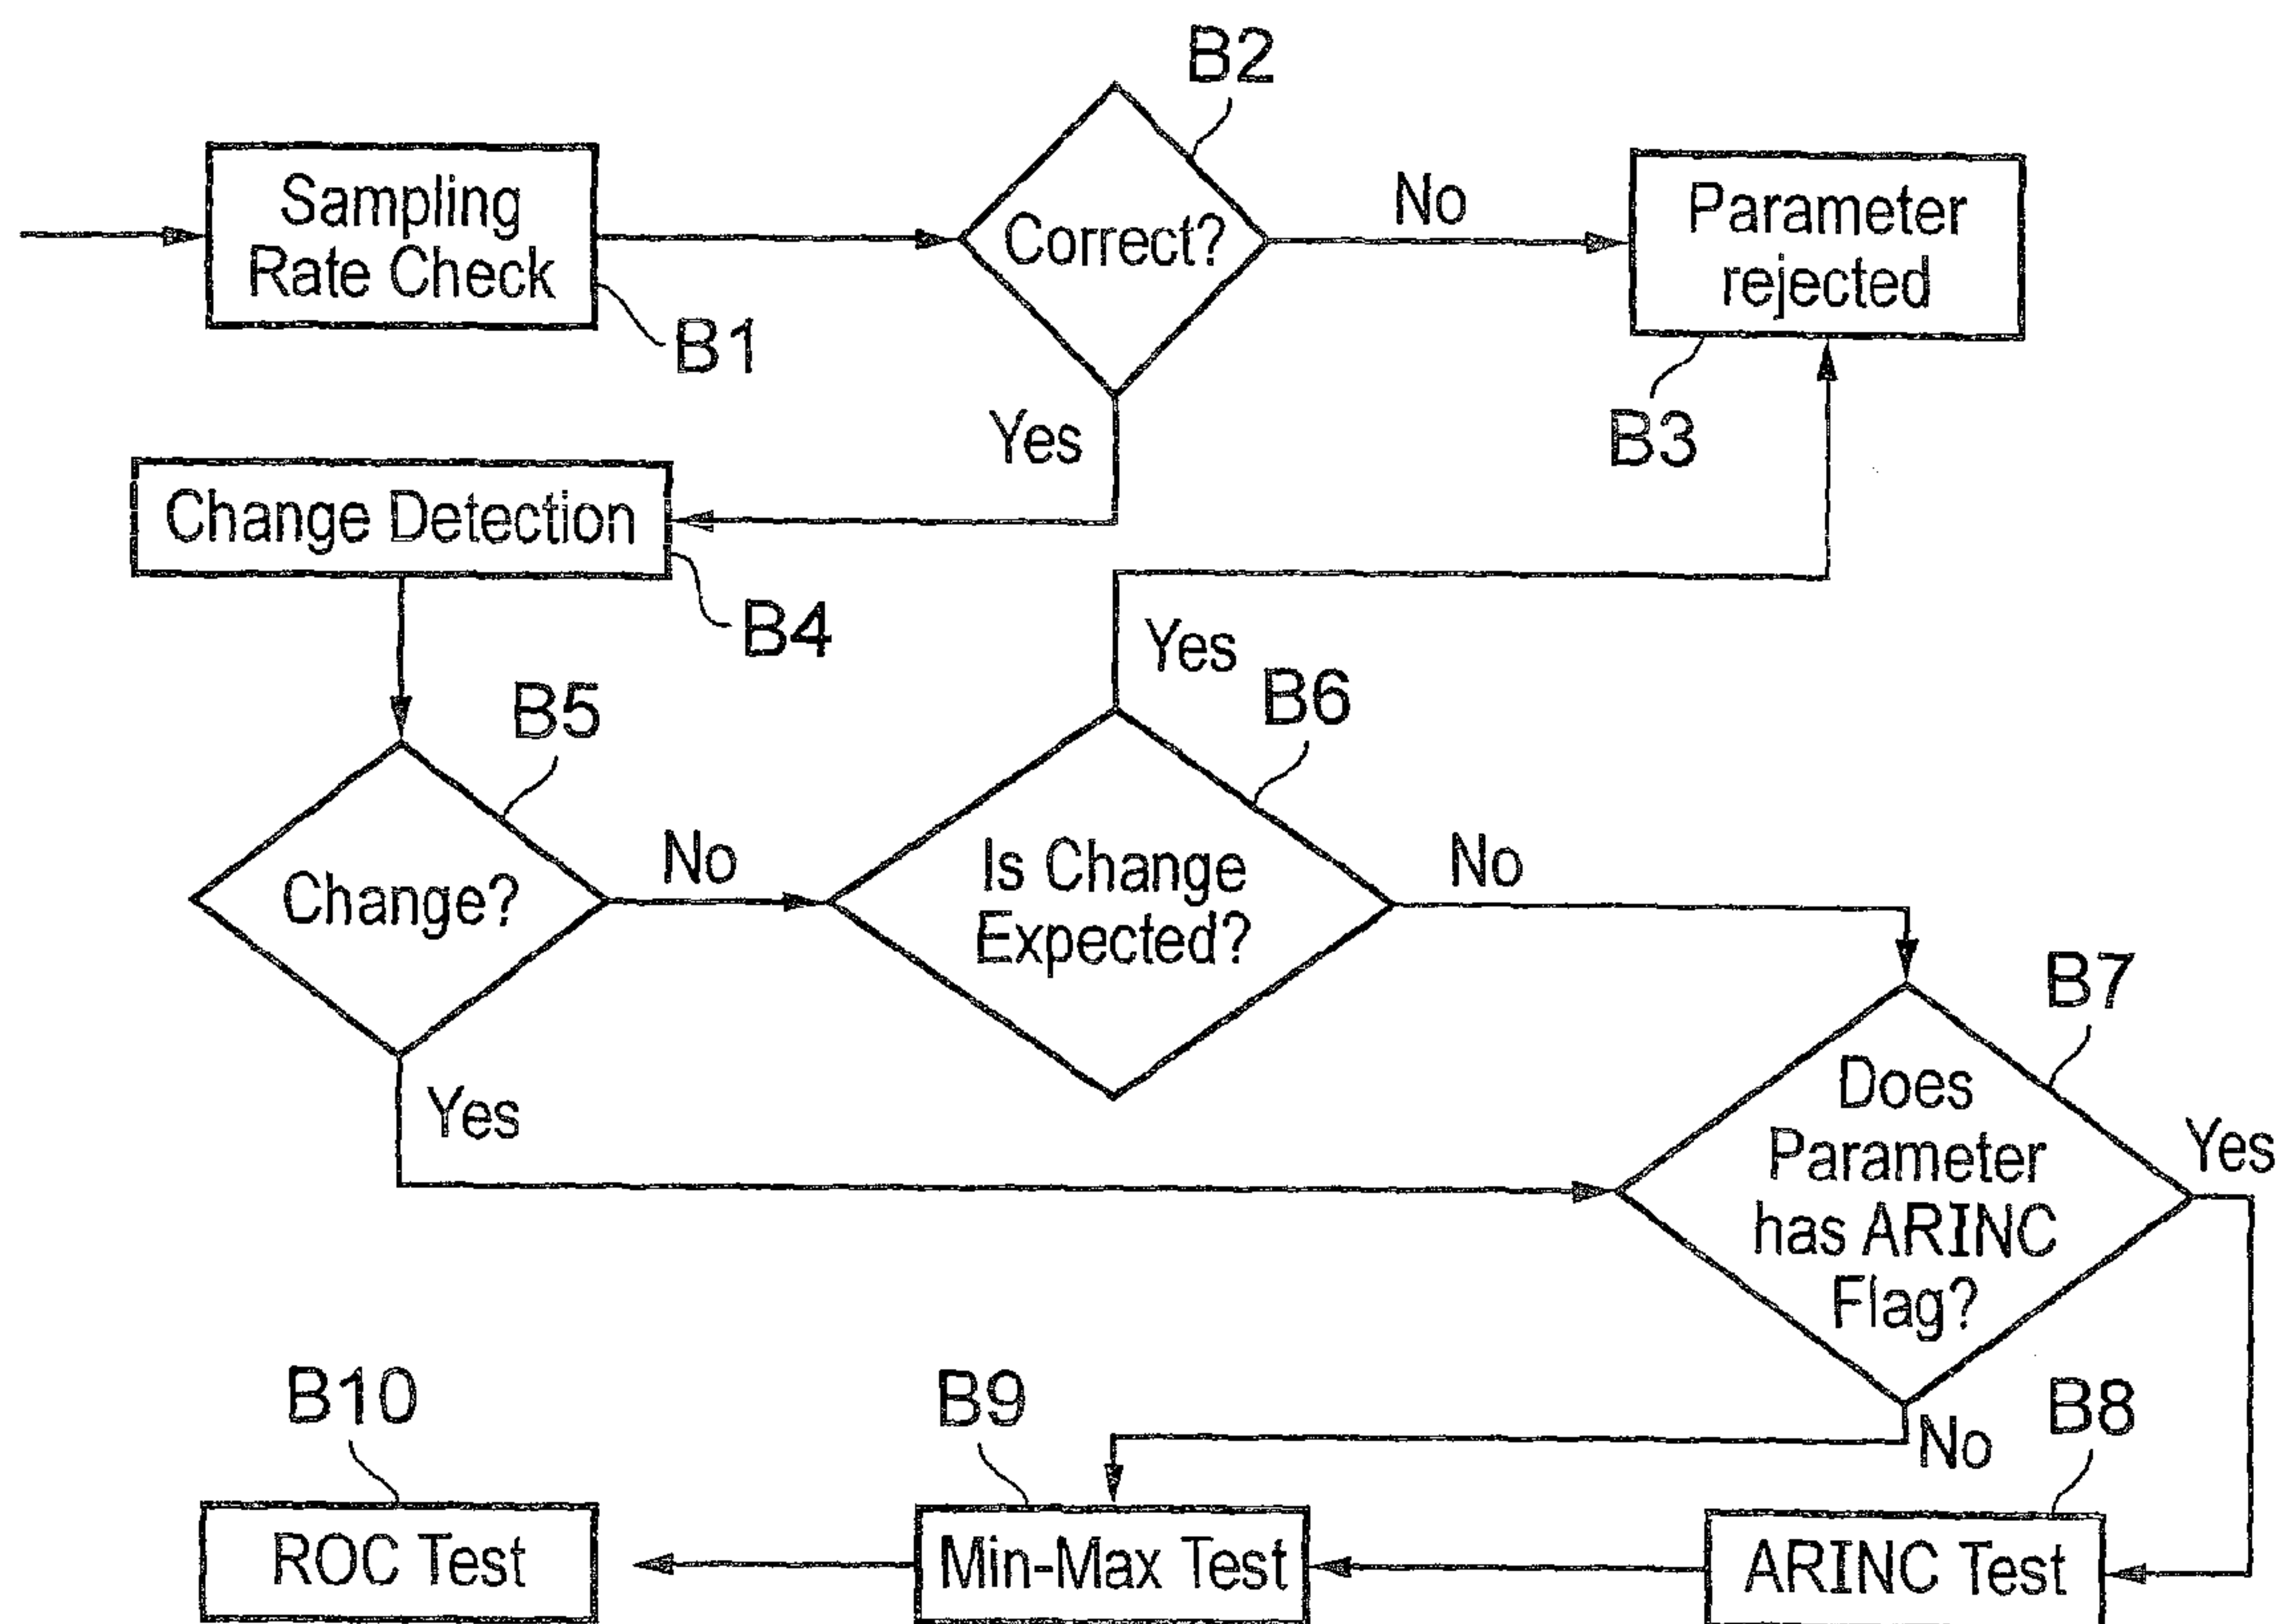 B2
Sampling
Rate Check
B1
Correct?
No
Parameter
rejected
B3
Yes
Change Detection
B4
Yes
B5
B6
Change?
No
Is Change
Expected?
No
B7
Yes
Does
Parameter
has ARINC
Flag?
Yes
No
B10
B9
B8
ROC Test
Min-Max Test
ARINC Test